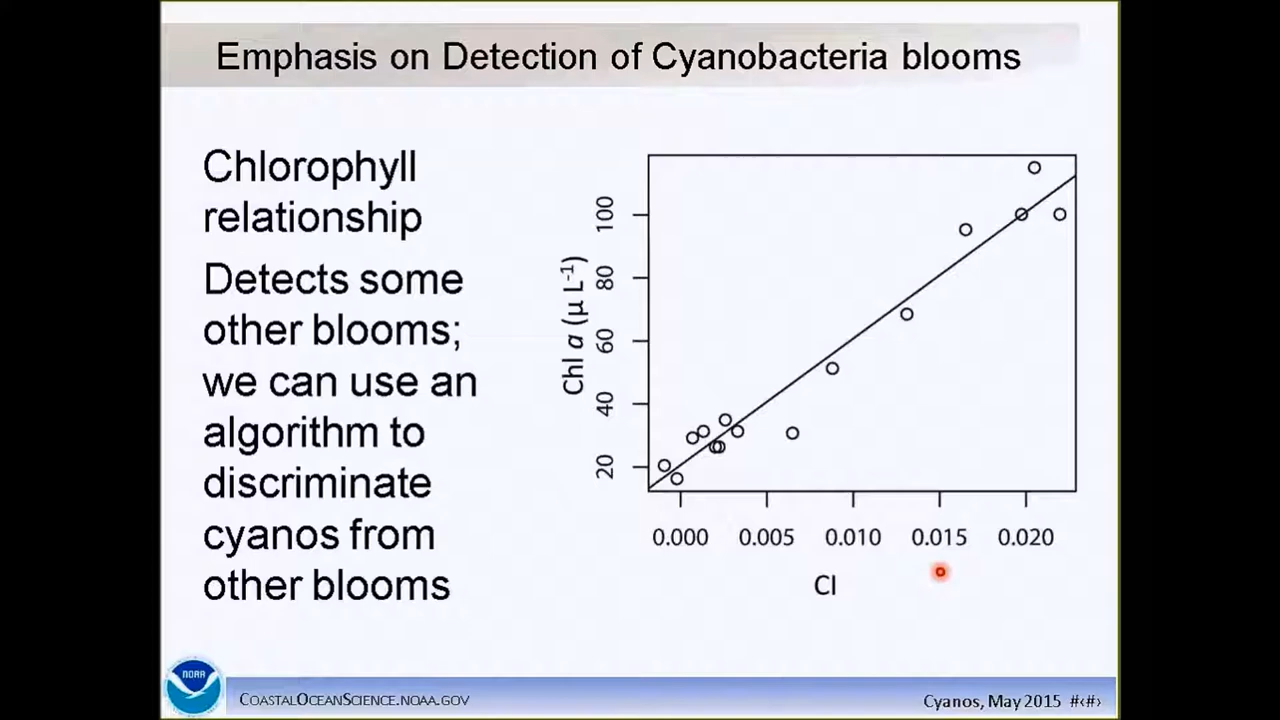 Emphasis on Detection of Cyanobacteria blooms
Chlorophyll
relationship
Detects some
other blooms;
we can use an
algorithm to
discriminate
cyanos from
other blooms
Chl a (µ L⁻¹)
100
80
60
40
20
0.000 0.005 0.010 0.015 0.020
CI
NOAA
COASTALOCEANSCIENCE.NOAA.GOV
Cyanos, May 2015 #‹#›